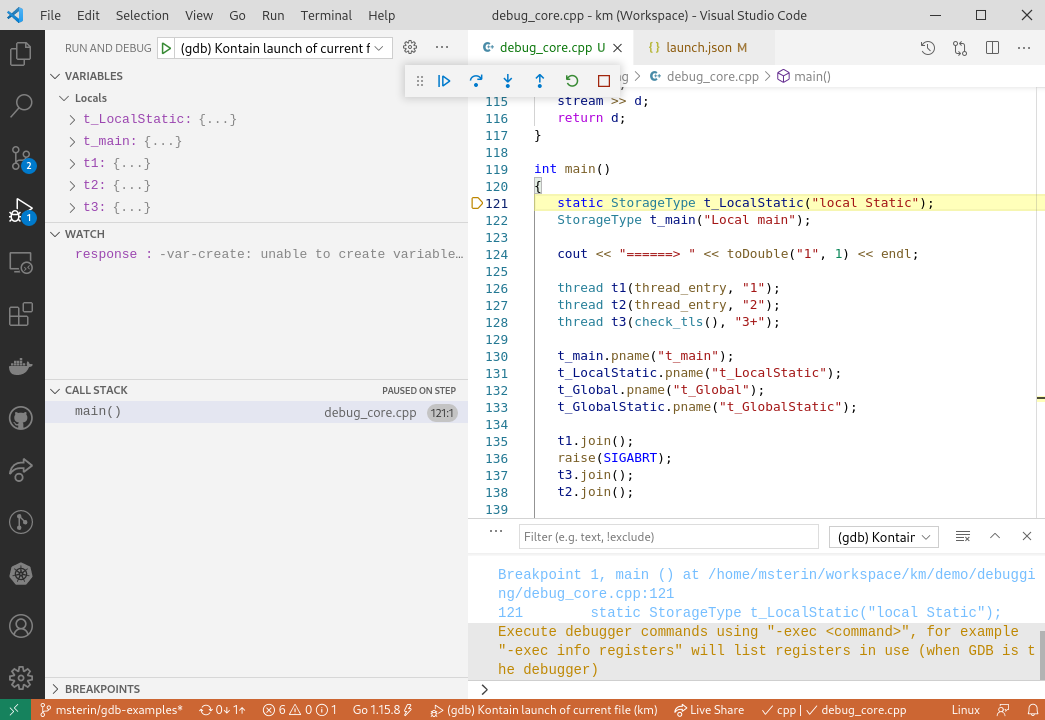 File Edit Selection View Go Run Terminal Help debug_core.cpp - km (Workspace) - Visual Studio Code
RUN AND DEBUG (gdb) Kontain launch of current f ...
VARIABLES
Locals
t_LocalStatic: {...}
t_main: {...}
t1: {...}
t2: {...}
t3: {...}
WATCH
response : -var-create: unable to create variable…
CALL STACK PAUSED ON STEP
main() debug_core.cpp 121:1
BREAKPOINTS
2
1
debug_core.cpp U
{} launch.json M
...
debug_core.cpp > main()
115 stream >> d;
116 return d;
117 }
118
119 int main()
120 {
121 static StorageType t_LocalStatic("local Static");
122 StorageType t_main("Local main");
123
124 cout << "======> " << toDouble("1", 1) << endl;
125
126 thread t1(thread_entry, "1");
127 thread t2(thread_entry, "2");
128 thread t3(check_tls(), "3+");
129
130 t_main.pname("t_main");
131 t_LocalStatic.pname("t_LocalStatic");
132 t_Global.pname("t_Global");
133 t_GlobalStatic.pname("t_GlobalStatic");
134
135 t1.join();
136 raise(SIGABRT);
137 t3.join();
138 t2.join();
139
... Filter (e.g. text, !exclude) (gdb) Kontair
Breakpoint 1, main () at /home/msterin/workspace/km/demo/debuggi
ng/debug_core.cpp:121
121 static StorageType t_LocalStatic("local Static");
Execute debugger commands using "-exec <command>", for example
"-exec info registers" will list registers in use (when GDB is t
he debugger)
>
msterin/gdb-examples* 0↓ 1↑ 6 0 1 Go 1.15.8 (gdb) Kontain launch of current file (km) Live Share cpp | debug_core.cpp Linux